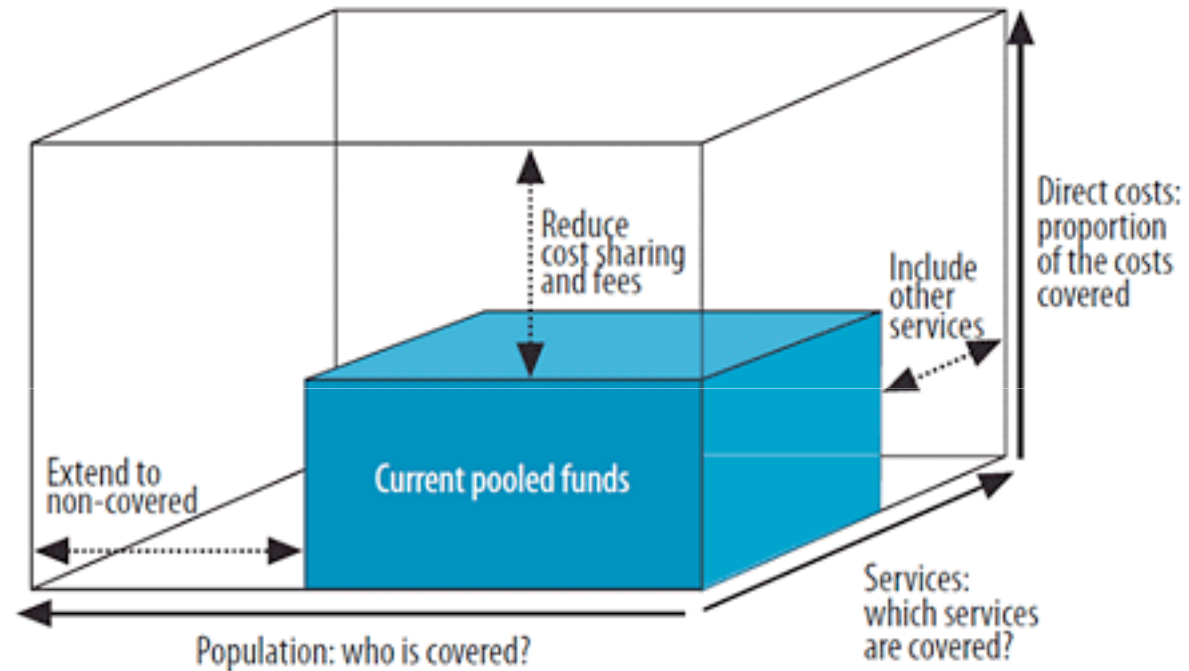 Reduce
cost sharing
and fees
Include
other
services
Direct costs:
proportion
of the costs
covered
Extend to
non-covered
Current pooled funds
Services:
which services
are covered?
Population: who is covered?